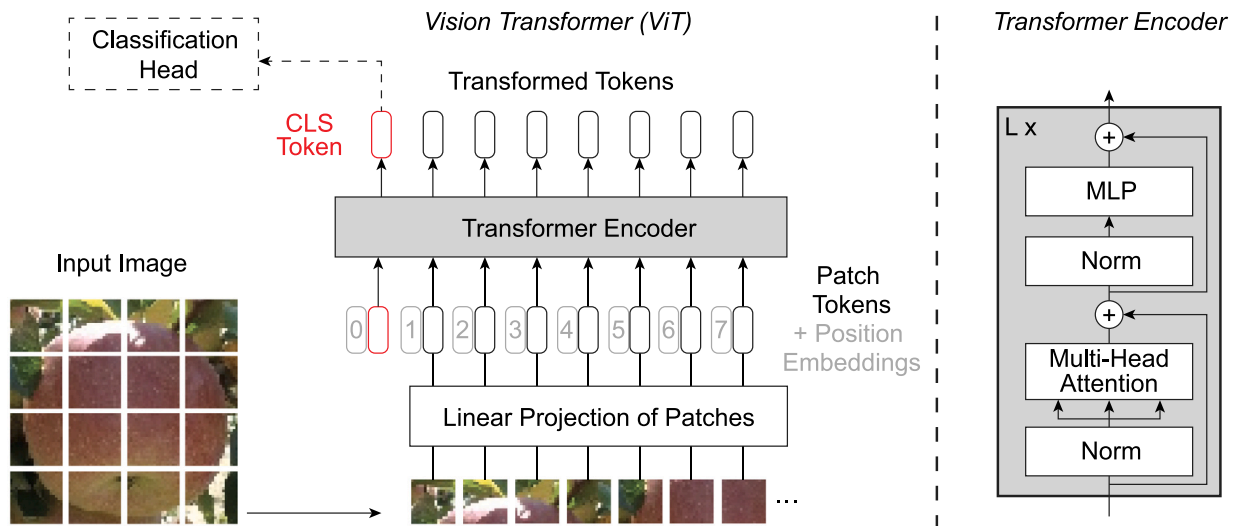 Vision Transformer (ViT)
Transformer Encoder
Classification
Head
Transformed Tokens
CLS
Token
Transformer Encoder
Input Image
Patch
Tokens
+ Position
Embeddings
0 1 2 3 4 5 6 7
Linear Projection of Patches
...
L x
+
MLP
Norm
+
Multi-Head
Attention
Norm